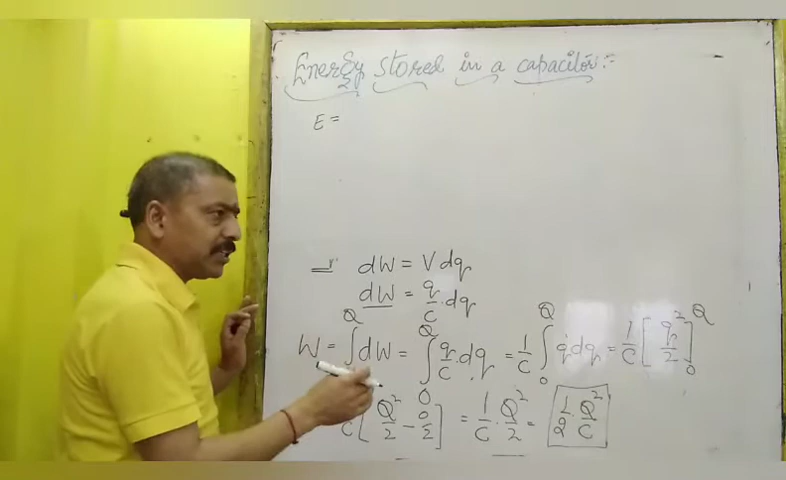 Energy stored in a capacitor:-
E =
dW = V dq
dW = q/C . dq
W = ∫ dW = ∫₀^Q q/C . dq = 1/C ∫₀^Q q dq = 1/C [q²/2]₀^Q
C [Q²/2 - 0/2] = 1/C . Q²/2 = 1/2 . Q²/C